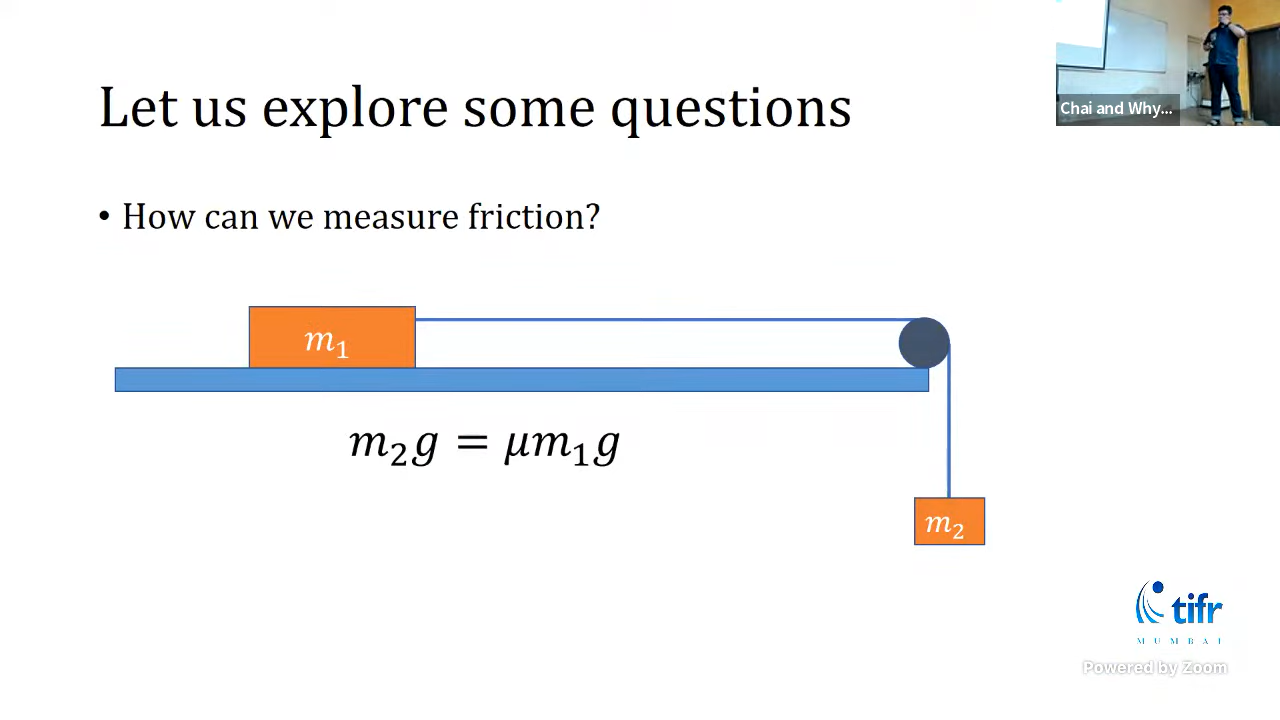 Let us explore some questions
Chai and Why...
• How can we measure friction?
m₁
m₂g = μm₁g
m₂
tifr
MUMBAI
Powered by Zoom